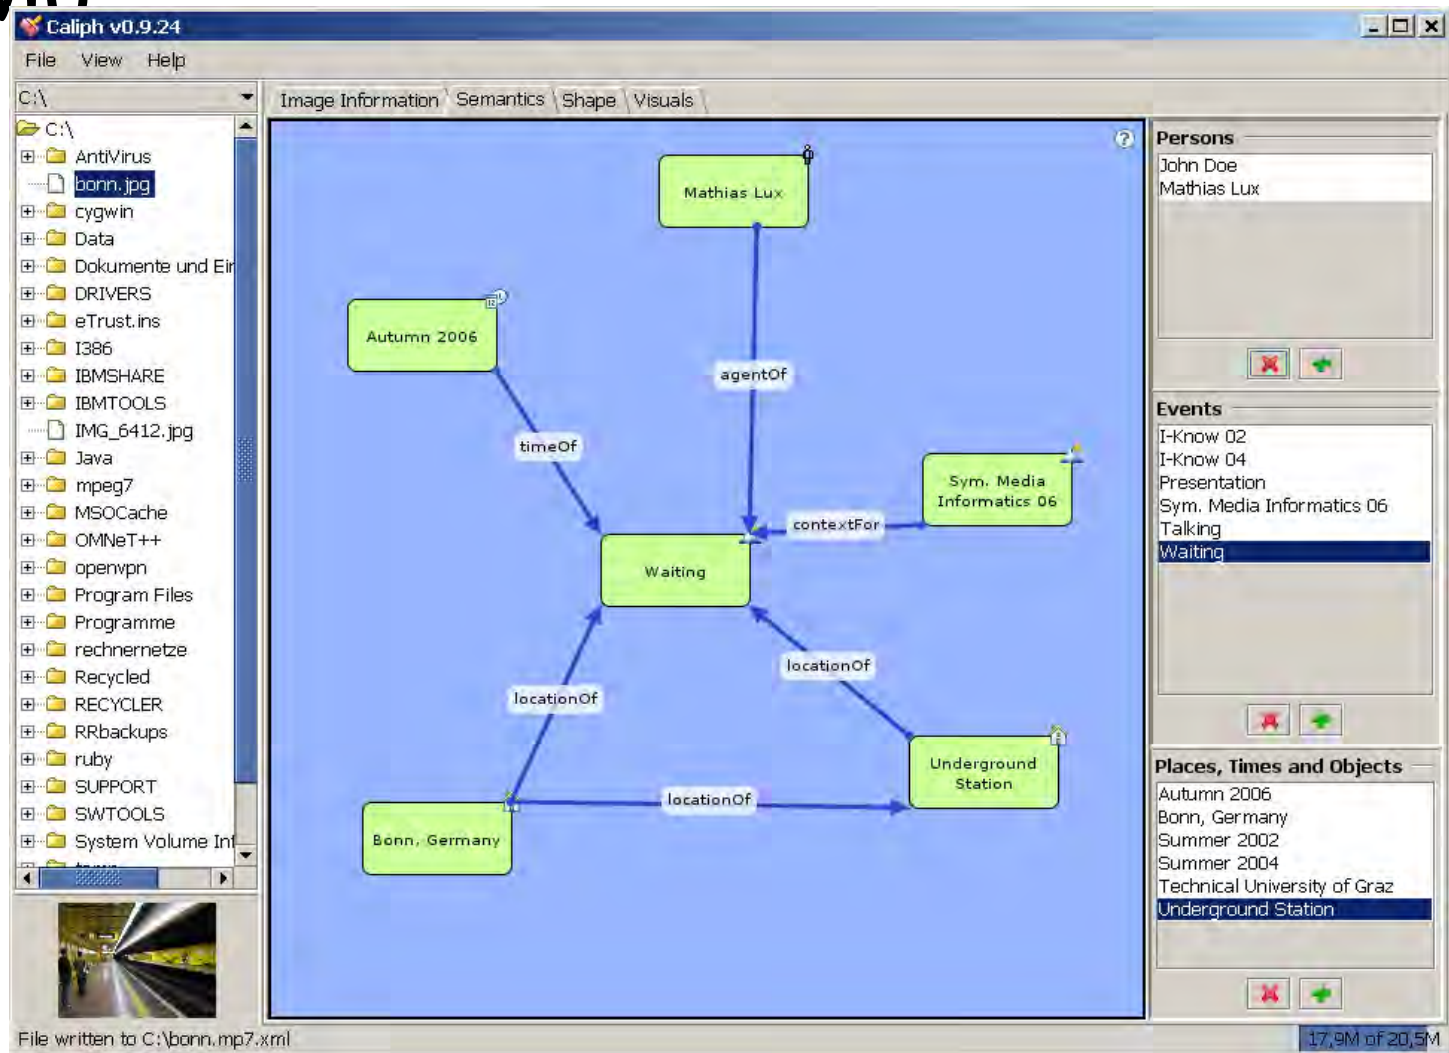 Caliph v0.9.24
File View Help
C:\
Image Information Semantics Shape Visuals
C:\
AntiVirus
bonn.jpg
cygwin
Data
Dokumente und Eir
DRIVERS
eTrust.ins
I386
IBMSHARE
IBMTOOLS
IMG_6412.jpg
Java
mpeg7
MSOCache
OMNeT++
openvpn
Program Files
Programme
rechnernetze
Recycled
RECYCLER
RRbackups
ruby
SUPPORT
SWTOOLS
System Volume Inf
Mathias Lux
Autumn 2006
agentOf
timeOf
Sym. Media
Informatics 06
contextFor
Waiting
locationOf
locationOf
Underground
Station
locationOf
Bonn, Germany
Persons
John Doe
Mathias Lux
Events
I-Know 02
I-Know 04
Presentation
Sym. Media Informatics 06
Talking
Waiting
Places, Times and Objects
Autumn 2006
Bonn, Germany
Summer 2002
Summer 2004
Technical University of Graz
Underground Station
File written to C:\bonn.mp7.xml
17,9M of 20,5M